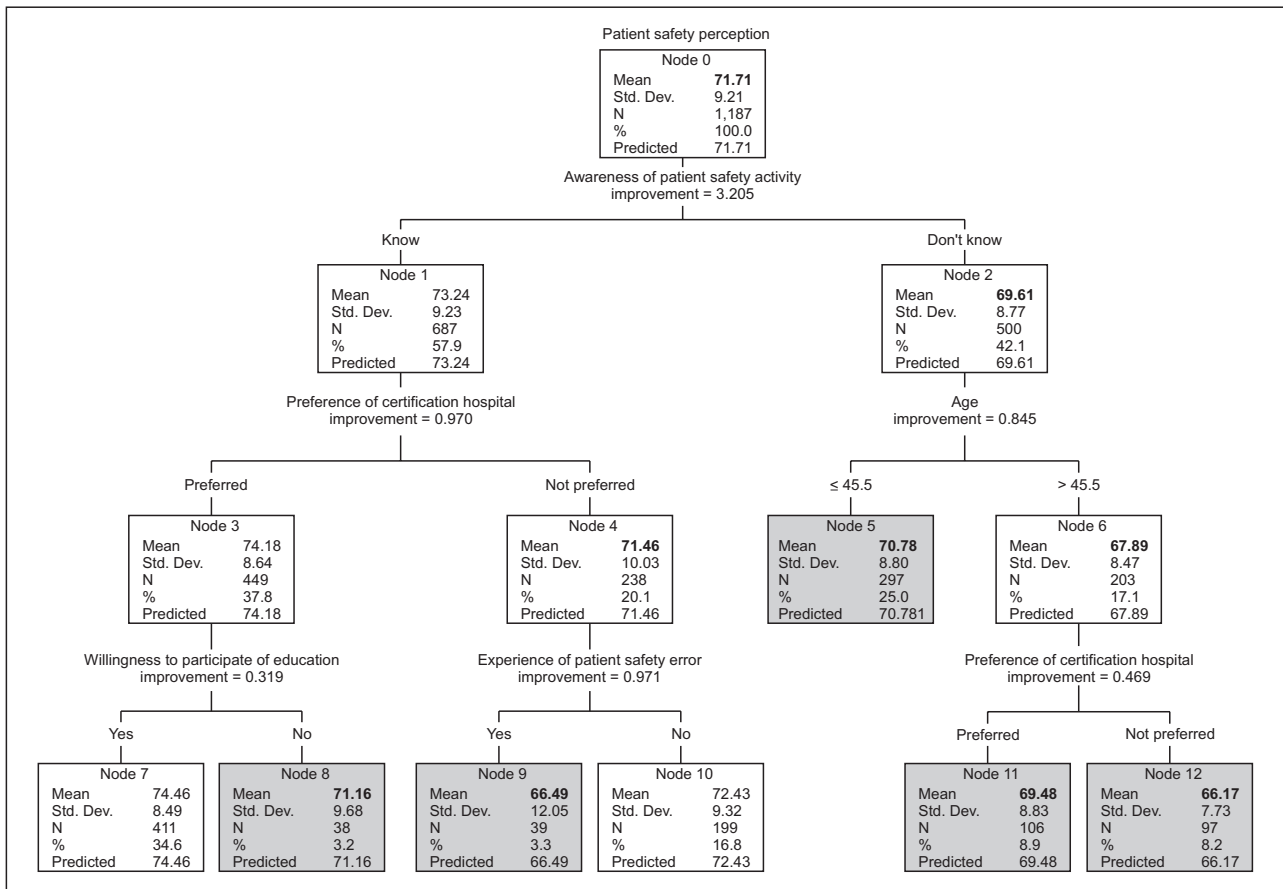 Patient safety perception
Node 0
Mean 71.71
Std. Dev. 9.21
N 1,187
% 100.0
Predicted 71.71
Awareness of patient safety activity
improvement = 3.205
Know
Don't know
Node 1
Mean 73.24
Std. Dev. 9.23
N 687
% 57.9
Predicted 73.24
Node 2
Mean 69.61
Std. Dev. 8.77
N 500
% 42.1
Predicted 69.61
Preference of certification hospital
improvement = 0.970
Age
improvement = 0.845
Preferred
Not preferred
≤ 45.5
> 45.5
Node 3
Mean 74.18
Std. Dev. 8.64
N 449
% 37.8
Predicted 74.18
Node 4
Mean 71.46
Std. Dev. 10.03
N 238
% 20.1
Predicted 71.46
Node 5
Mean 70.78
Std. Dev. 8.80
N 297
% 25.0
Predicted 70.781
Node 6
Mean 67.89
Std. Dev. 8.47
N 203
% 17.1
Predicted 67.89
Willingness to participate of education
improvement = 0.319
Experience of patient safety error
improvement = 0.971
Preference of certification hospital
improvement = 0.469
Yes
No
Yes
No
Preferred
Not preferred
Node 7
Mean 74.46
Std. Dev. 8.49
N 411
% 34.6
Predicted 74.46
Node 8
Mean 71.16
Std. Dev. 9.68
N 38
% 3.2
Predicted 71.16
Node 9
Mean 66.49
Std. Dev. 12.05
N 39
% 3.3
Predicted 66.49
Node 10
Mean 72.43
Std. Dev. 9.32
N 199
% 16.8
Predicted 72.43
Node 11
Mean 69.48
Std. Dev. 8.83
N 106
% 8.9
Predicted 69.48
Node 12
Mean 66.17
Std. Dev. 7.73
N 97
% 8.2
Predicted 66.17